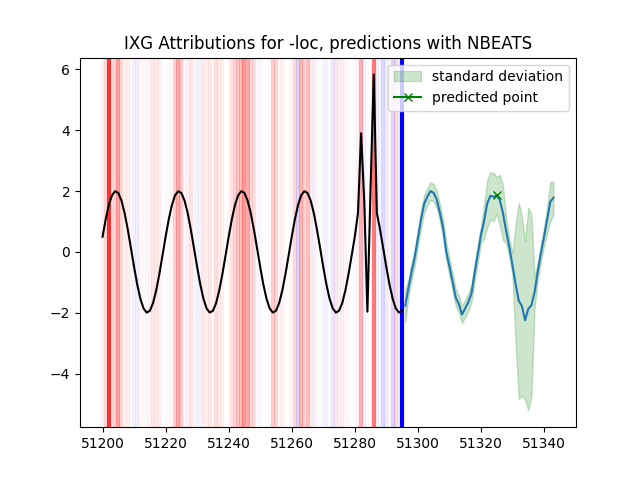 IXG Attributions for -loc, predictions with NBEATS
standard deviation
predicted point
6
4
2
0
−2
−4
51200 51220 51240 51260 51280 51300 51320 51340